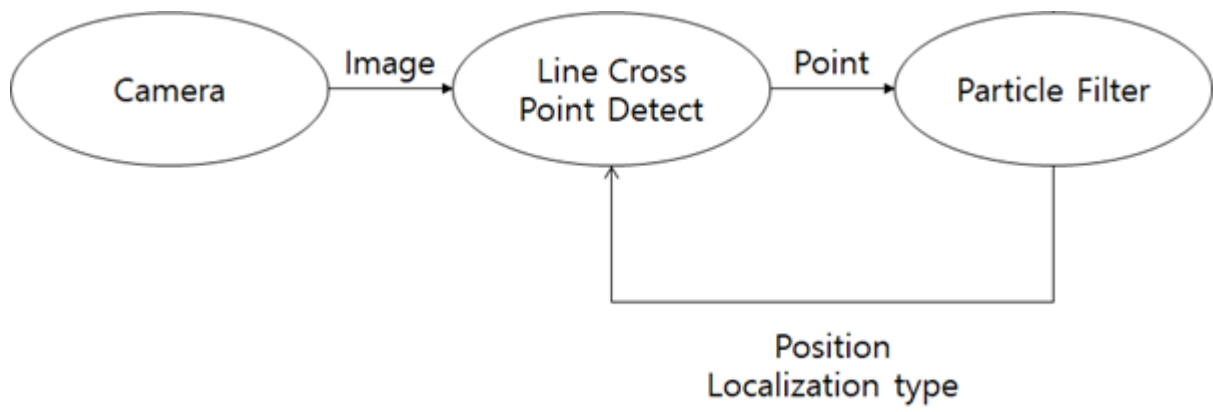 Camera
Image
Line Cross
Point Detect
Point
Particle Filter
Position
Localization type